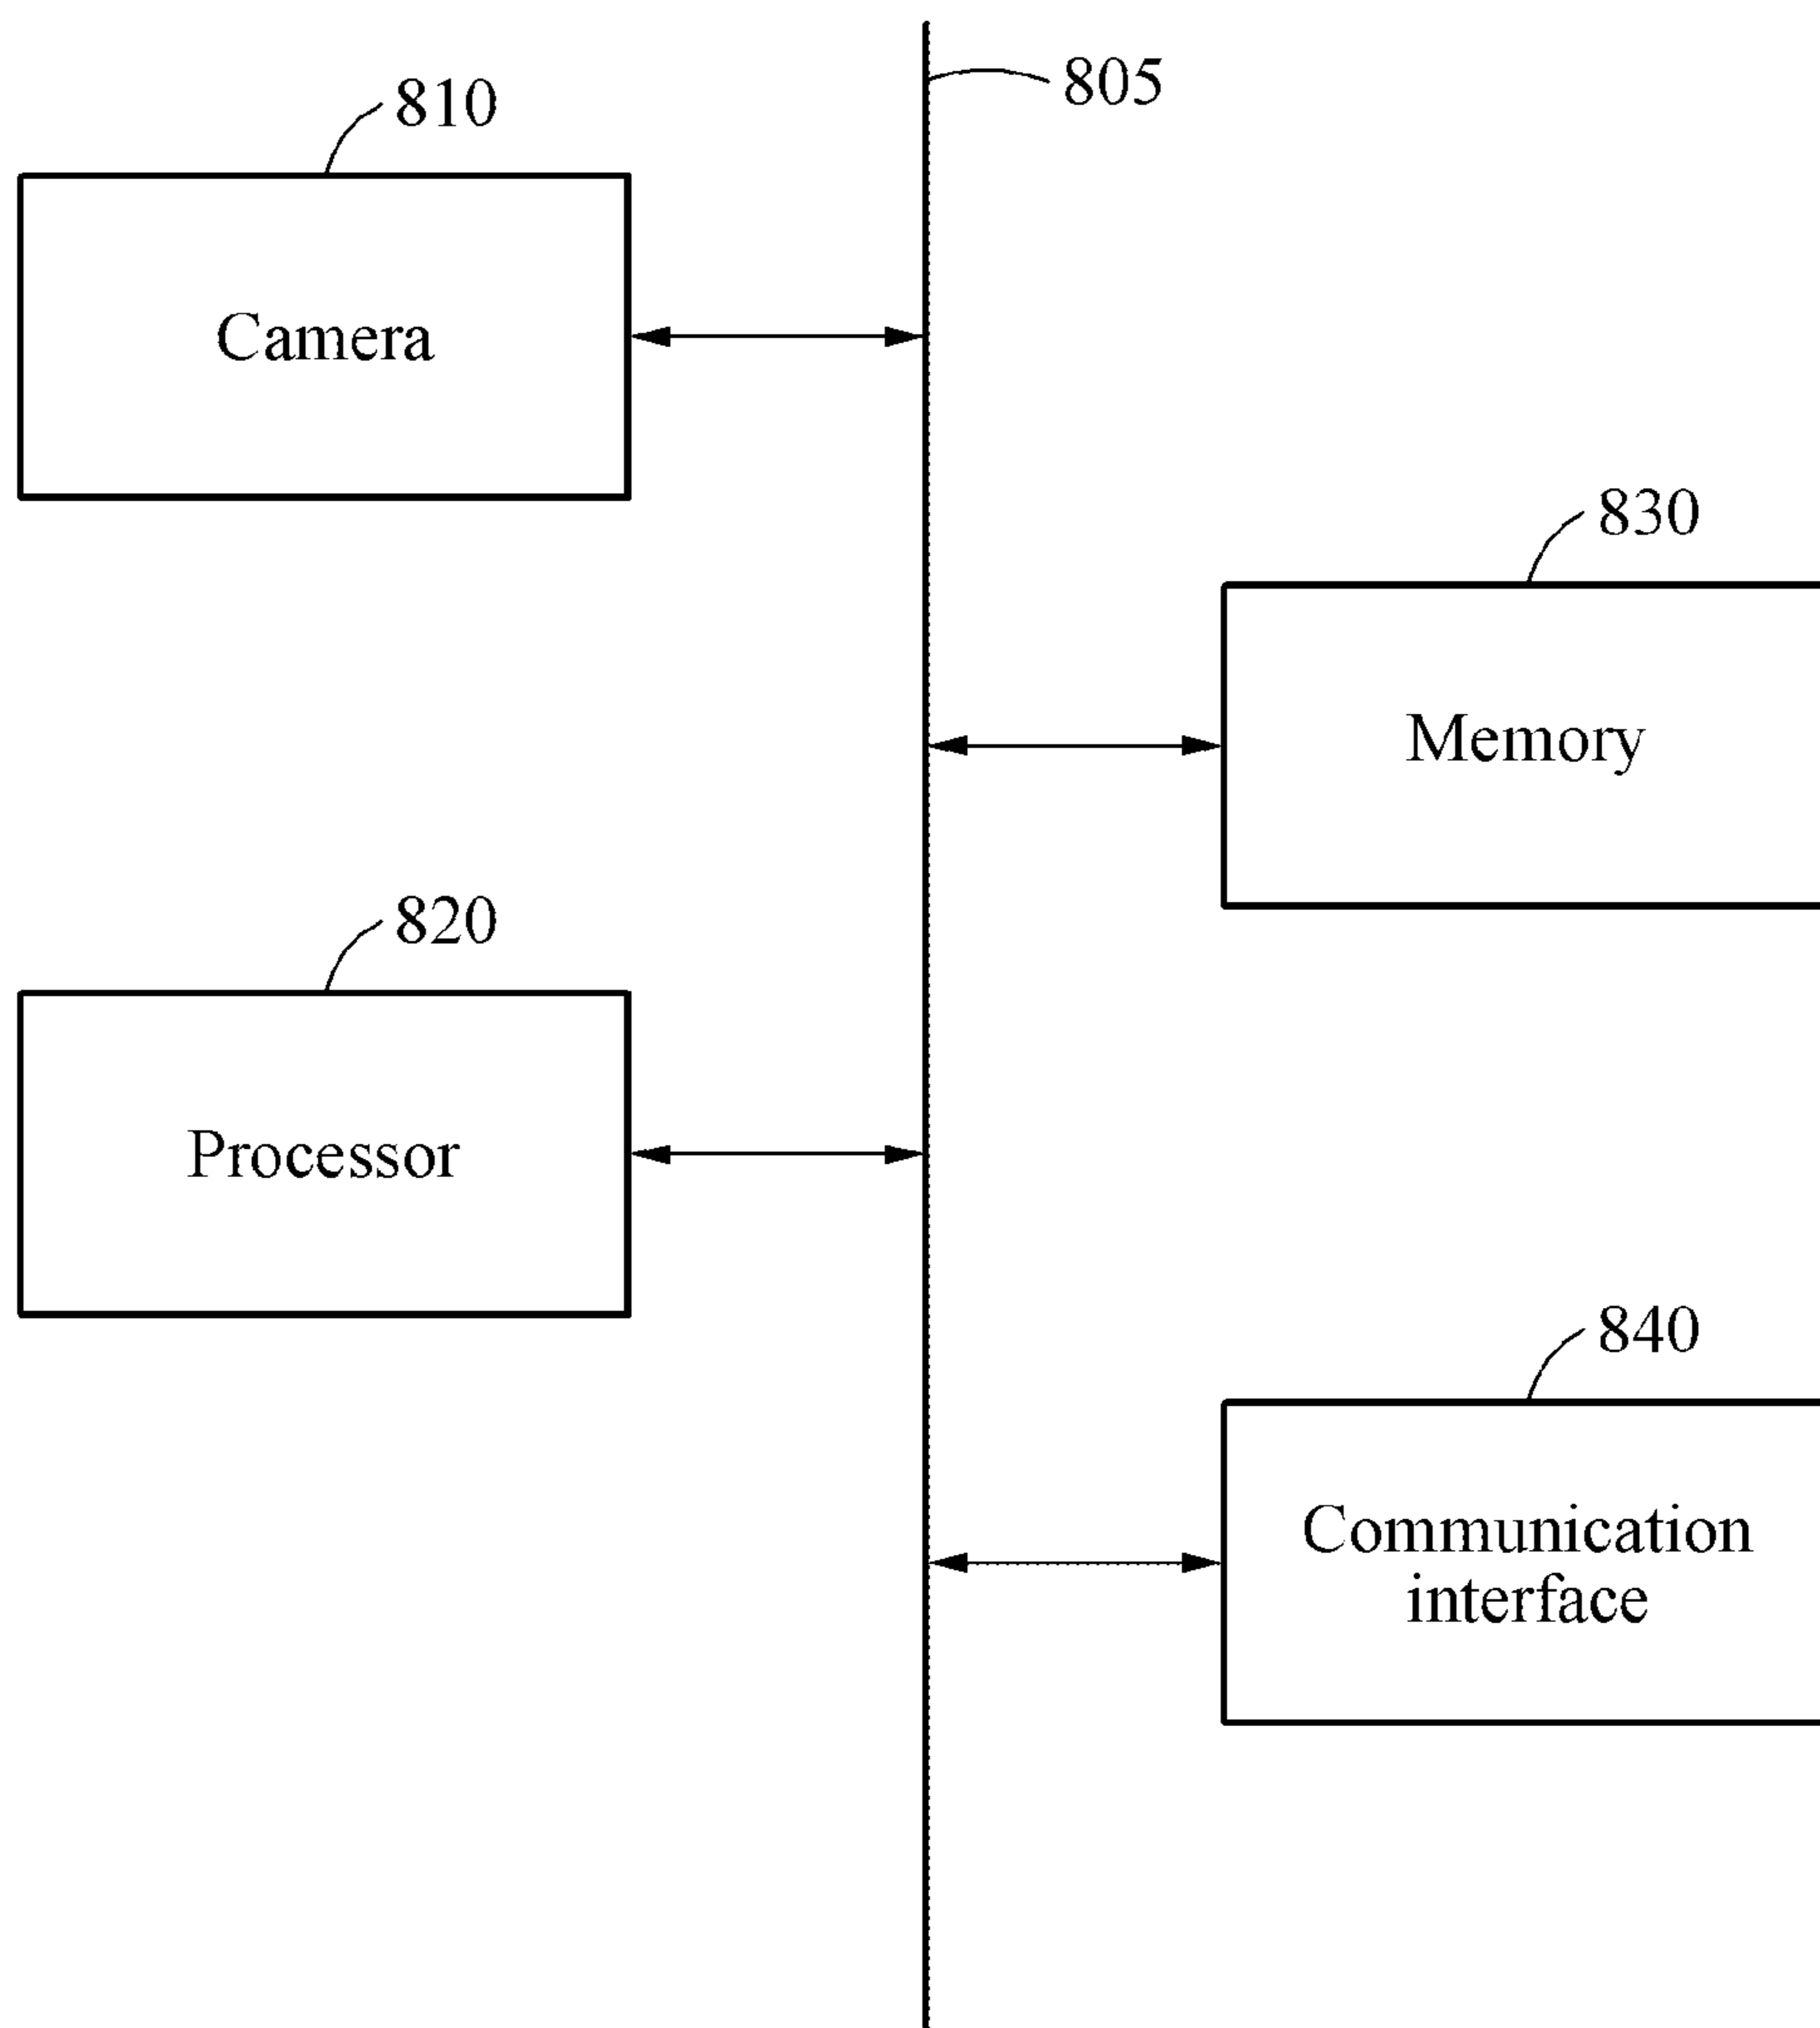 805
810
Camera
830
Memory
820
Processor
840
Communication
interface